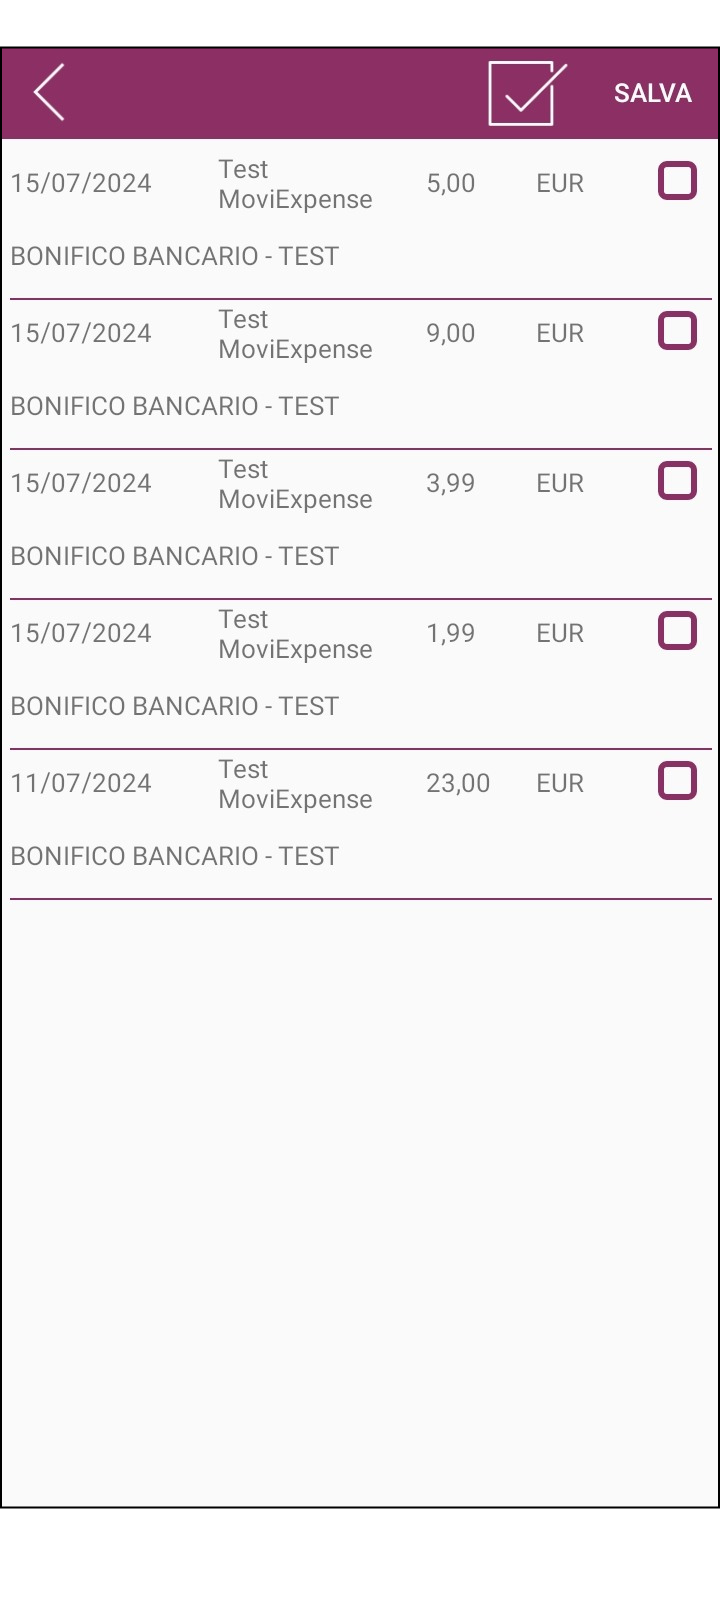 SALVA
15/07/2024 Test MoviExpense 5,00 EUR
BONIFICO BANCARIO - TEST
15/07/2024 Test MoviExpense 9,00 EUR
BONIFICO BANCARIO - TEST
15/07/2024 Test MoviExpense 3,99 EUR
BONIFICO BANCARIO - TEST
15/07/2024 Test MoviExpense 1,99 EUR
BONIFICO BANCARIO - TEST
11/07/2024 Test MoviExpense 23,00 EUR
BONIFICO BANCARIO - TEST